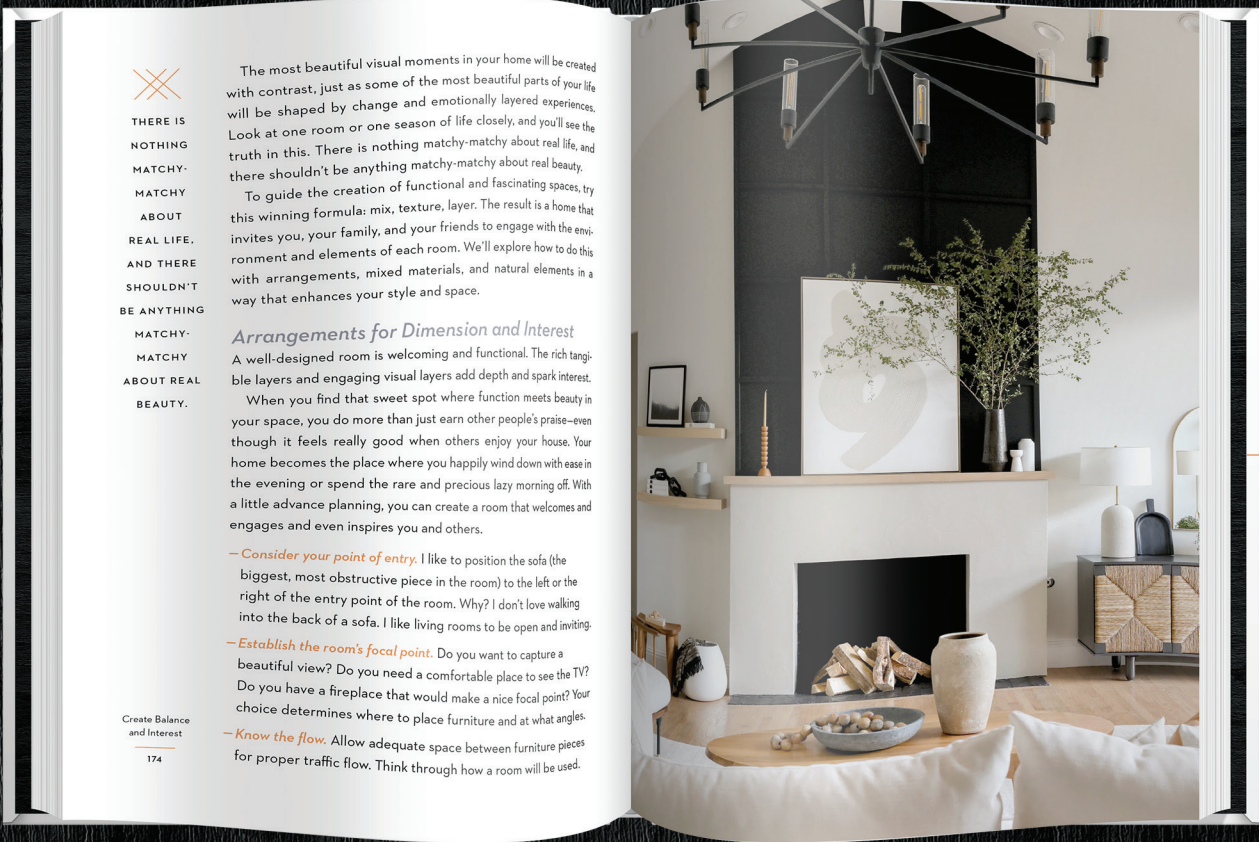 THERE IS
NOTHING
MATCHY-
MATCHY
ABOUT
REAL LIFE,
AND THERE
SHOULDN'T
BE ANYTHING
MATCHY-
MATCHY
ABOUT REAL
BEAUTY.
The most beautiful visual moments in your home will be created
with contrast, just as some of the most beautiful parts of your life
will be shaped by change and emotionally layered experiences.
Look at one room or one season of life closely, and you'll see the
truth in this. There is nothing matchy-matchy about real life, and
there shouldn't be anything matchy-matchy about real beauty.
To guide the creation of functional and fascinating spaces, try
this winning formula: mix, texture, layer. The result is a home that
invites you, your family, and your friends to engage with the envi-
ronment and elements of each room. We'll explore how to do this
with arrangements, mixed materials, and natural elements in a
way that enhances your style and space.
Arrangements for Dimension and Interest
A well-designed room is welcoming and functional. The rich tangi-
ble layers and engaging visual layers add depth and spark interest.
When you find that sweet spot where function meets beauty in
your space, you do more than just earn other people's praise—even
though it feels really good when others enjoy your house. Your
home becomes the place where you happily wind down with ease in
the evening or spend the rare and precious lazy morning off. With
a little advance planning, you can create a room that welcomes and
engages and even inspires you and others.
— Consider your point of entry. I like to position the sofa (the
biggest, most obstructive piece in the room) to the left or the
right of the entry point of the room. Why? I don't love walking
into the back of a sofa. I like living rooms to be open and inviting.
— Establish the room's focal point. Do you want to capture a
beautiful view? Do you need a comfortable place to see the TV?
Do you have a fireplace that would make a nice focal point? Your
choice determines where to place furniture and at what angles.
— Know the flow. Allow adequate space between furniture pieces
for proper traffic flow. Think through how a room will be used.
Create Balance
and Interest
174